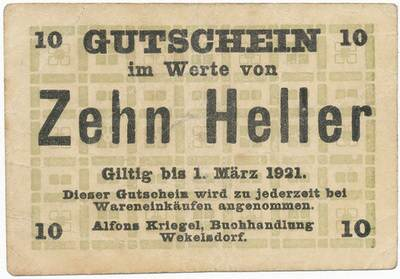 10 GUTSCHEIN 10
im Werte von
Zehn Heller
Giltig bis 1. März 1921.
Dieser Gutschein wird zu jederzeit bei
Wareneinkäufen angenommen.
10 Alfons Kriegel, Buchhandlung 10
Wekelsdorf.